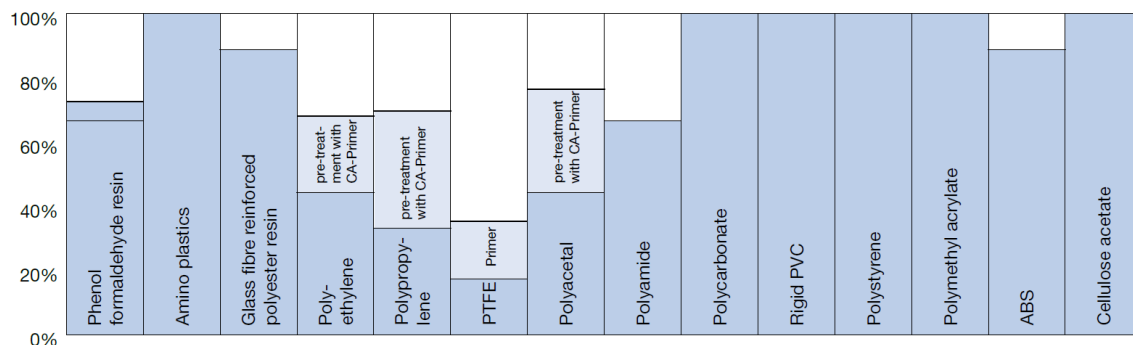 100%
80%
60%
40%
20%
0%
Phenol
formaldehyde resin
Amino plastics
Glass fibre reinforced
polyester resin
pre-treat-
ment with
CA-Primer
Poly-
ethylene
pre-treatment
with CA-Primer
Polypropy-
lene
Primer
PTFE
pre-treatment
with CA-Primer
Polyacetal
Polyamide
Polycarbonate
Rigid PVC
Polystyrene
Polymethyl acrylate
ABS
Cellulose acetate